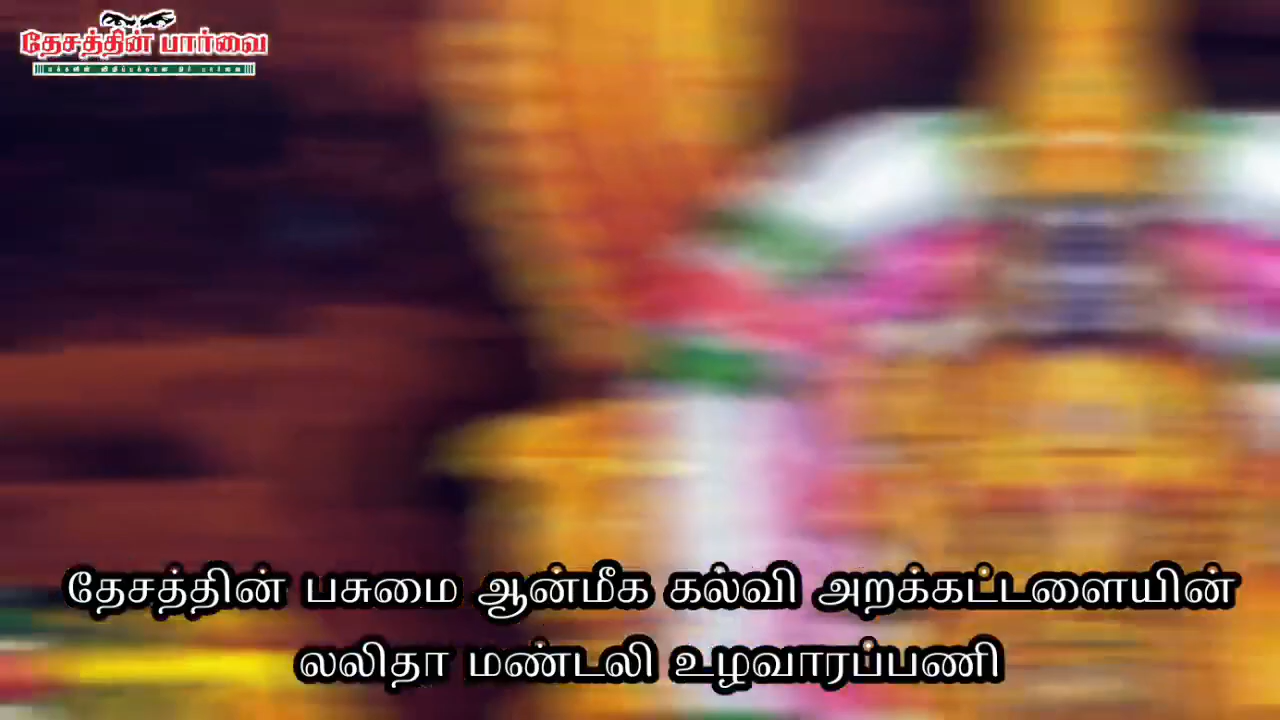 தேசத்தின் பார்வை
தேசத்தின் பசுமை ஆன்மீக கல்வி அறக்கட்டளையின்
லலிதா மண்டலி உழவாரப்பணி